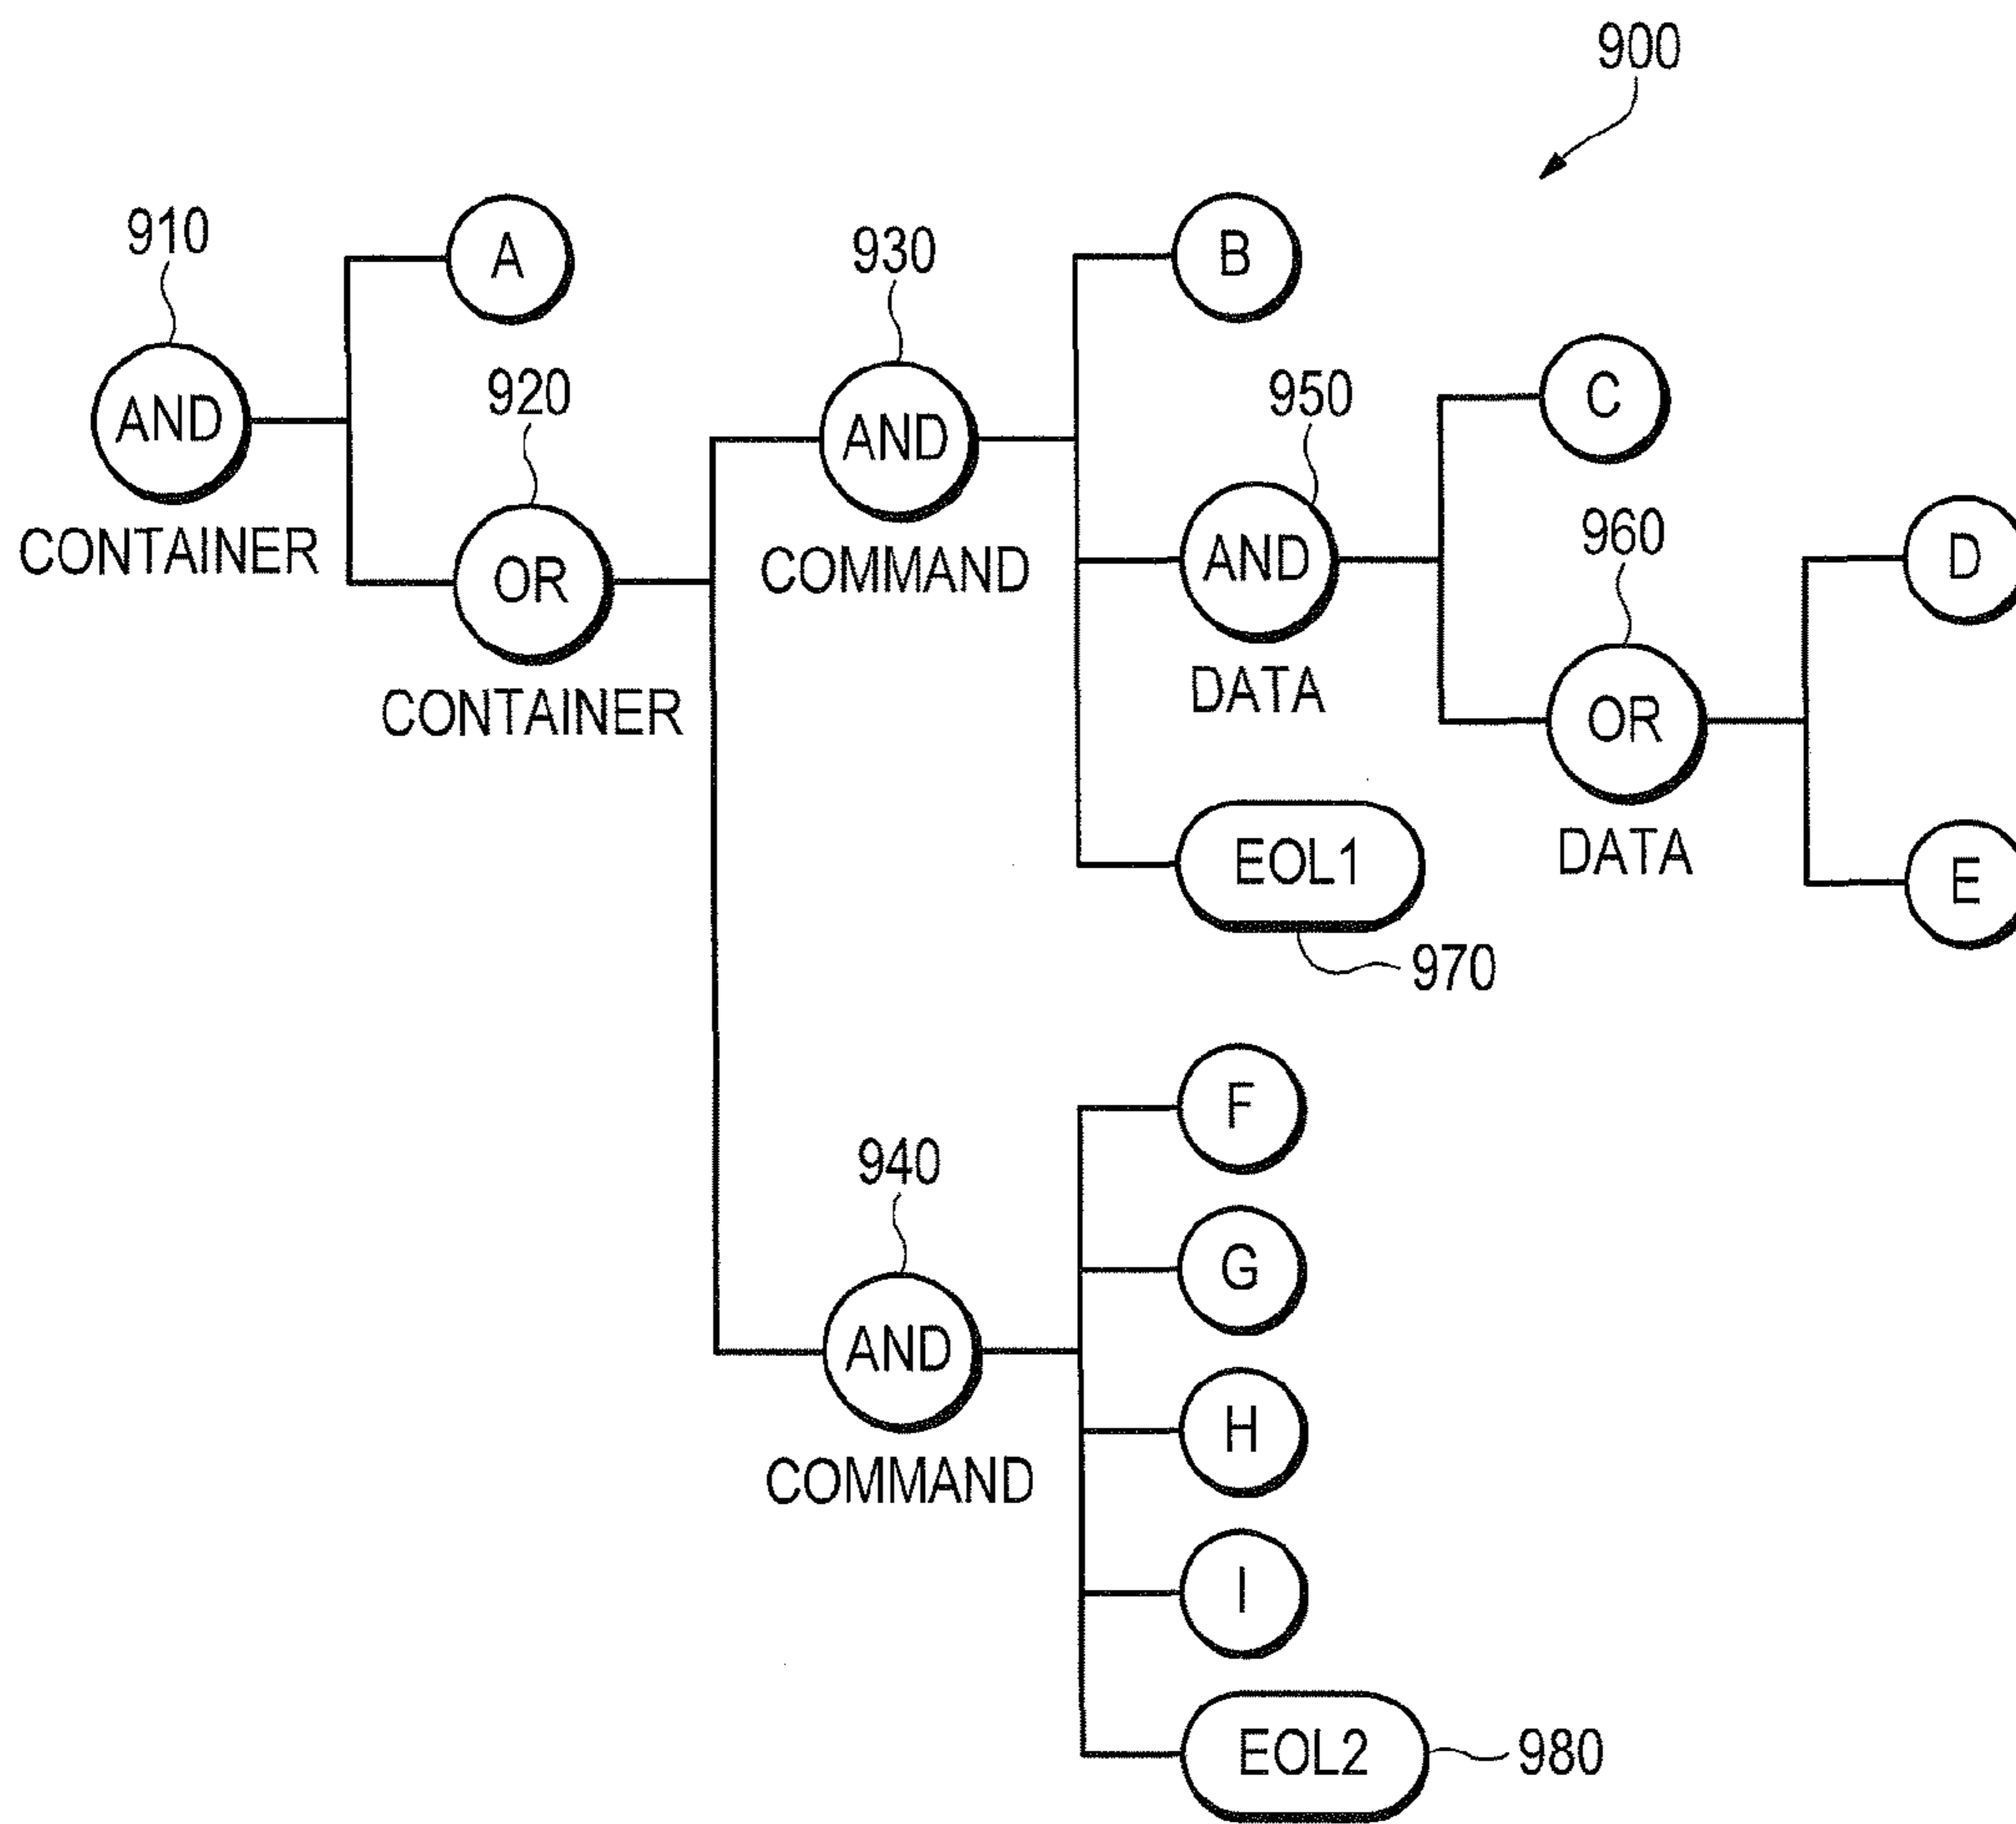 900
910
A
930
B
AND
920
AND
950
C
CONTAINER
OR
COMMAND
AND
960
D
CONTAINER
DATA
OR
EOL1
DATA
E
970
F
940
G
AND
H
COMMAND
I
EOL2
980